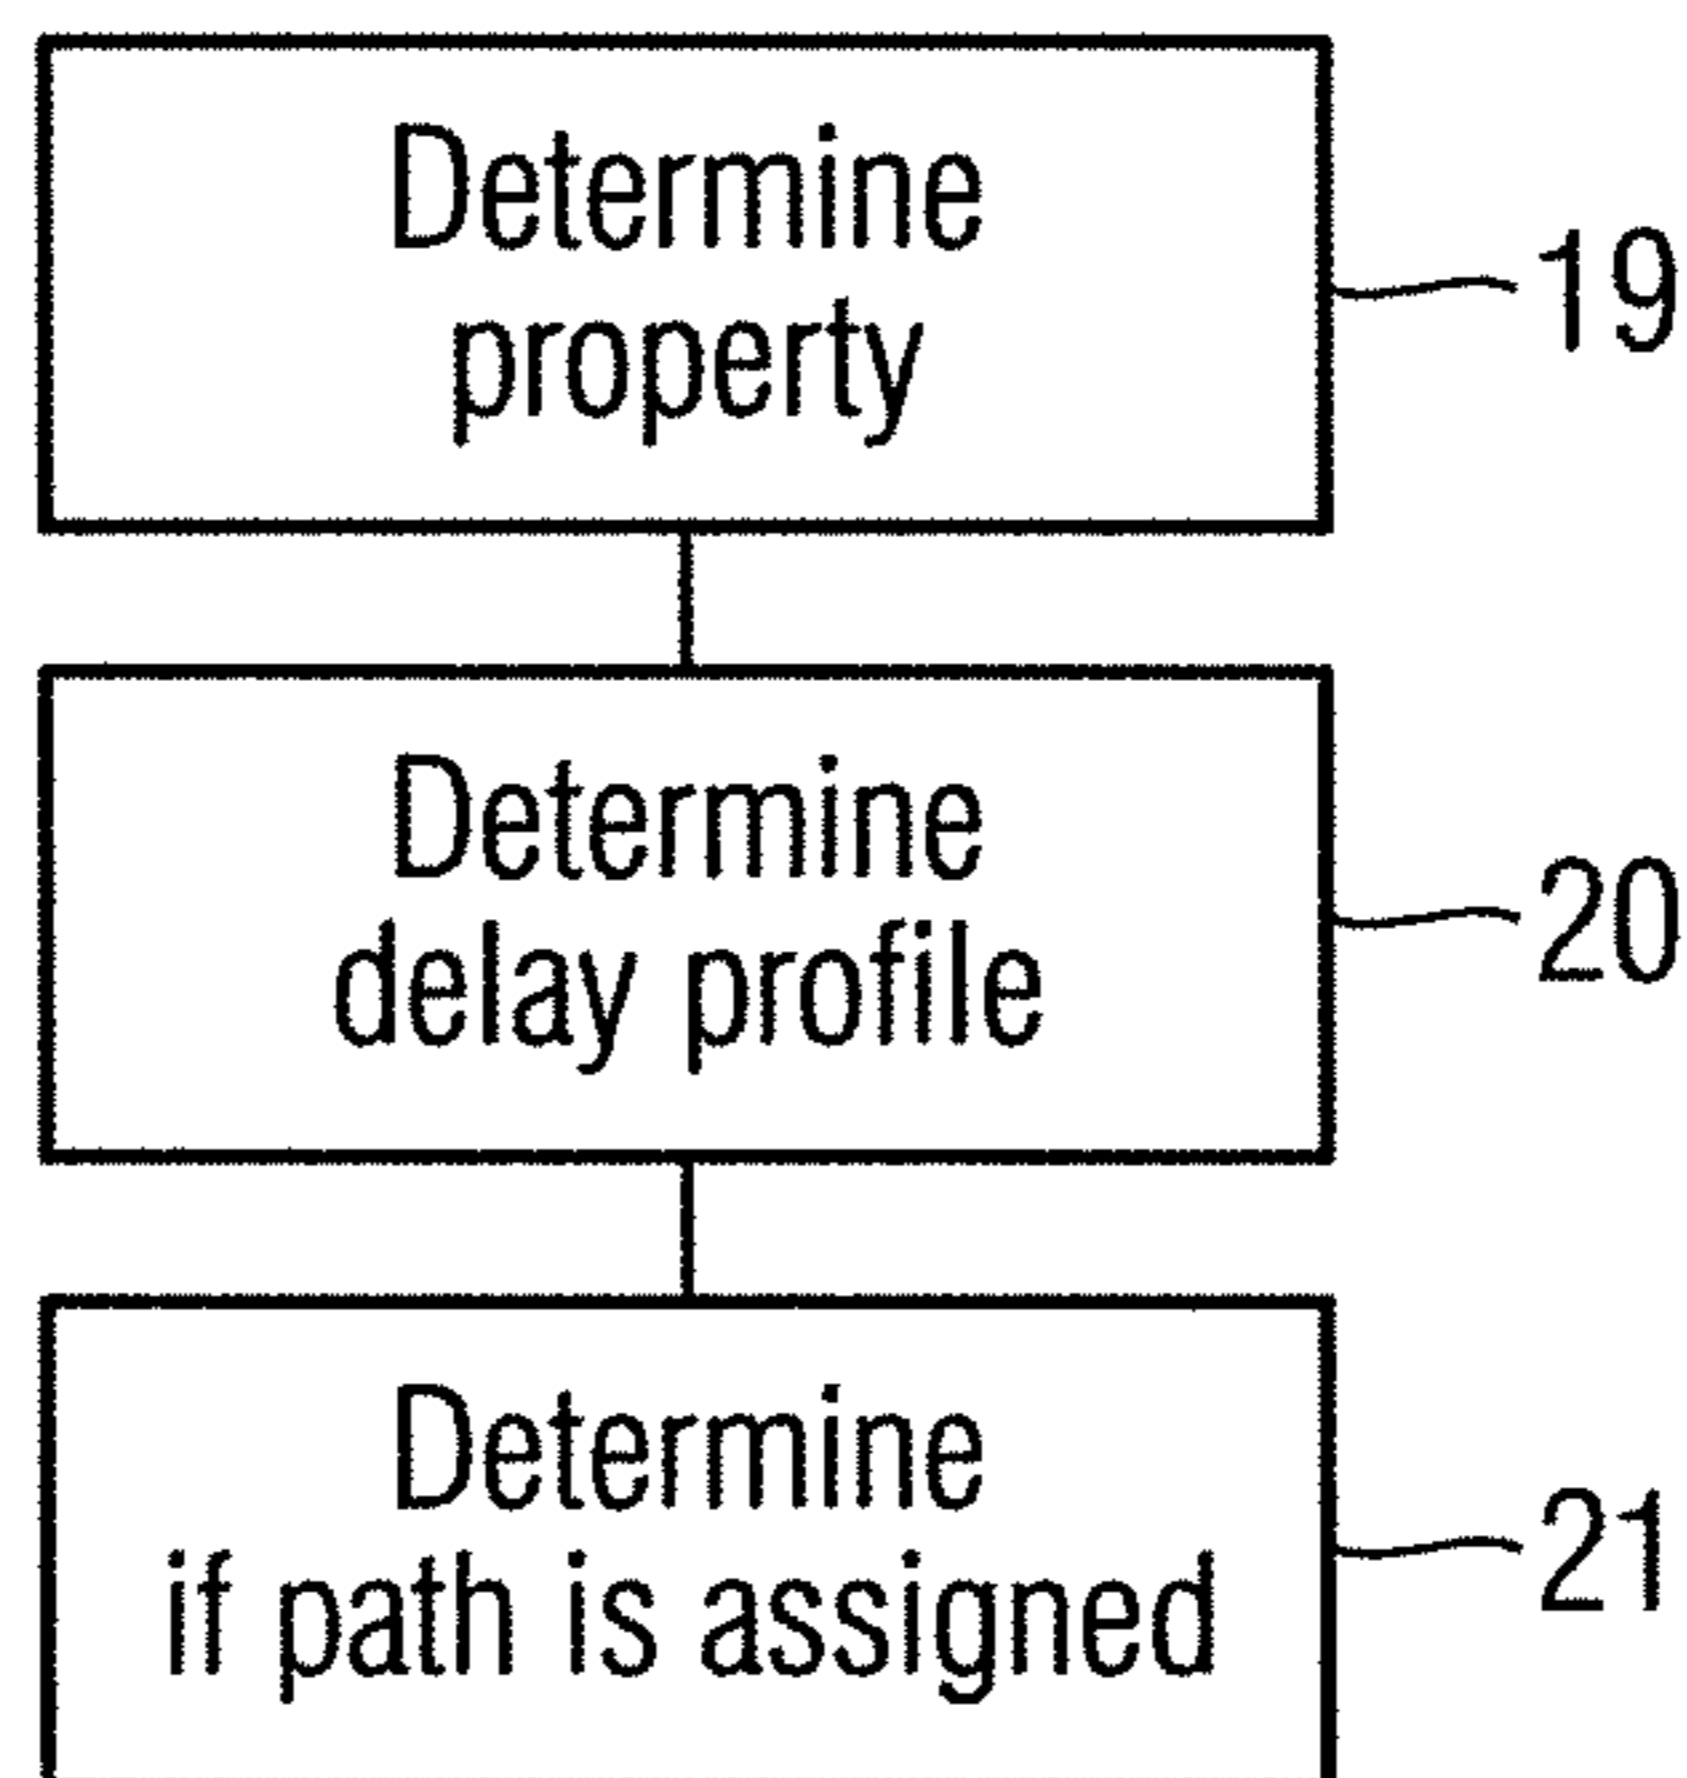 Determine
property
19
Determine
delay profile
20
Determine
if path is assigned
21